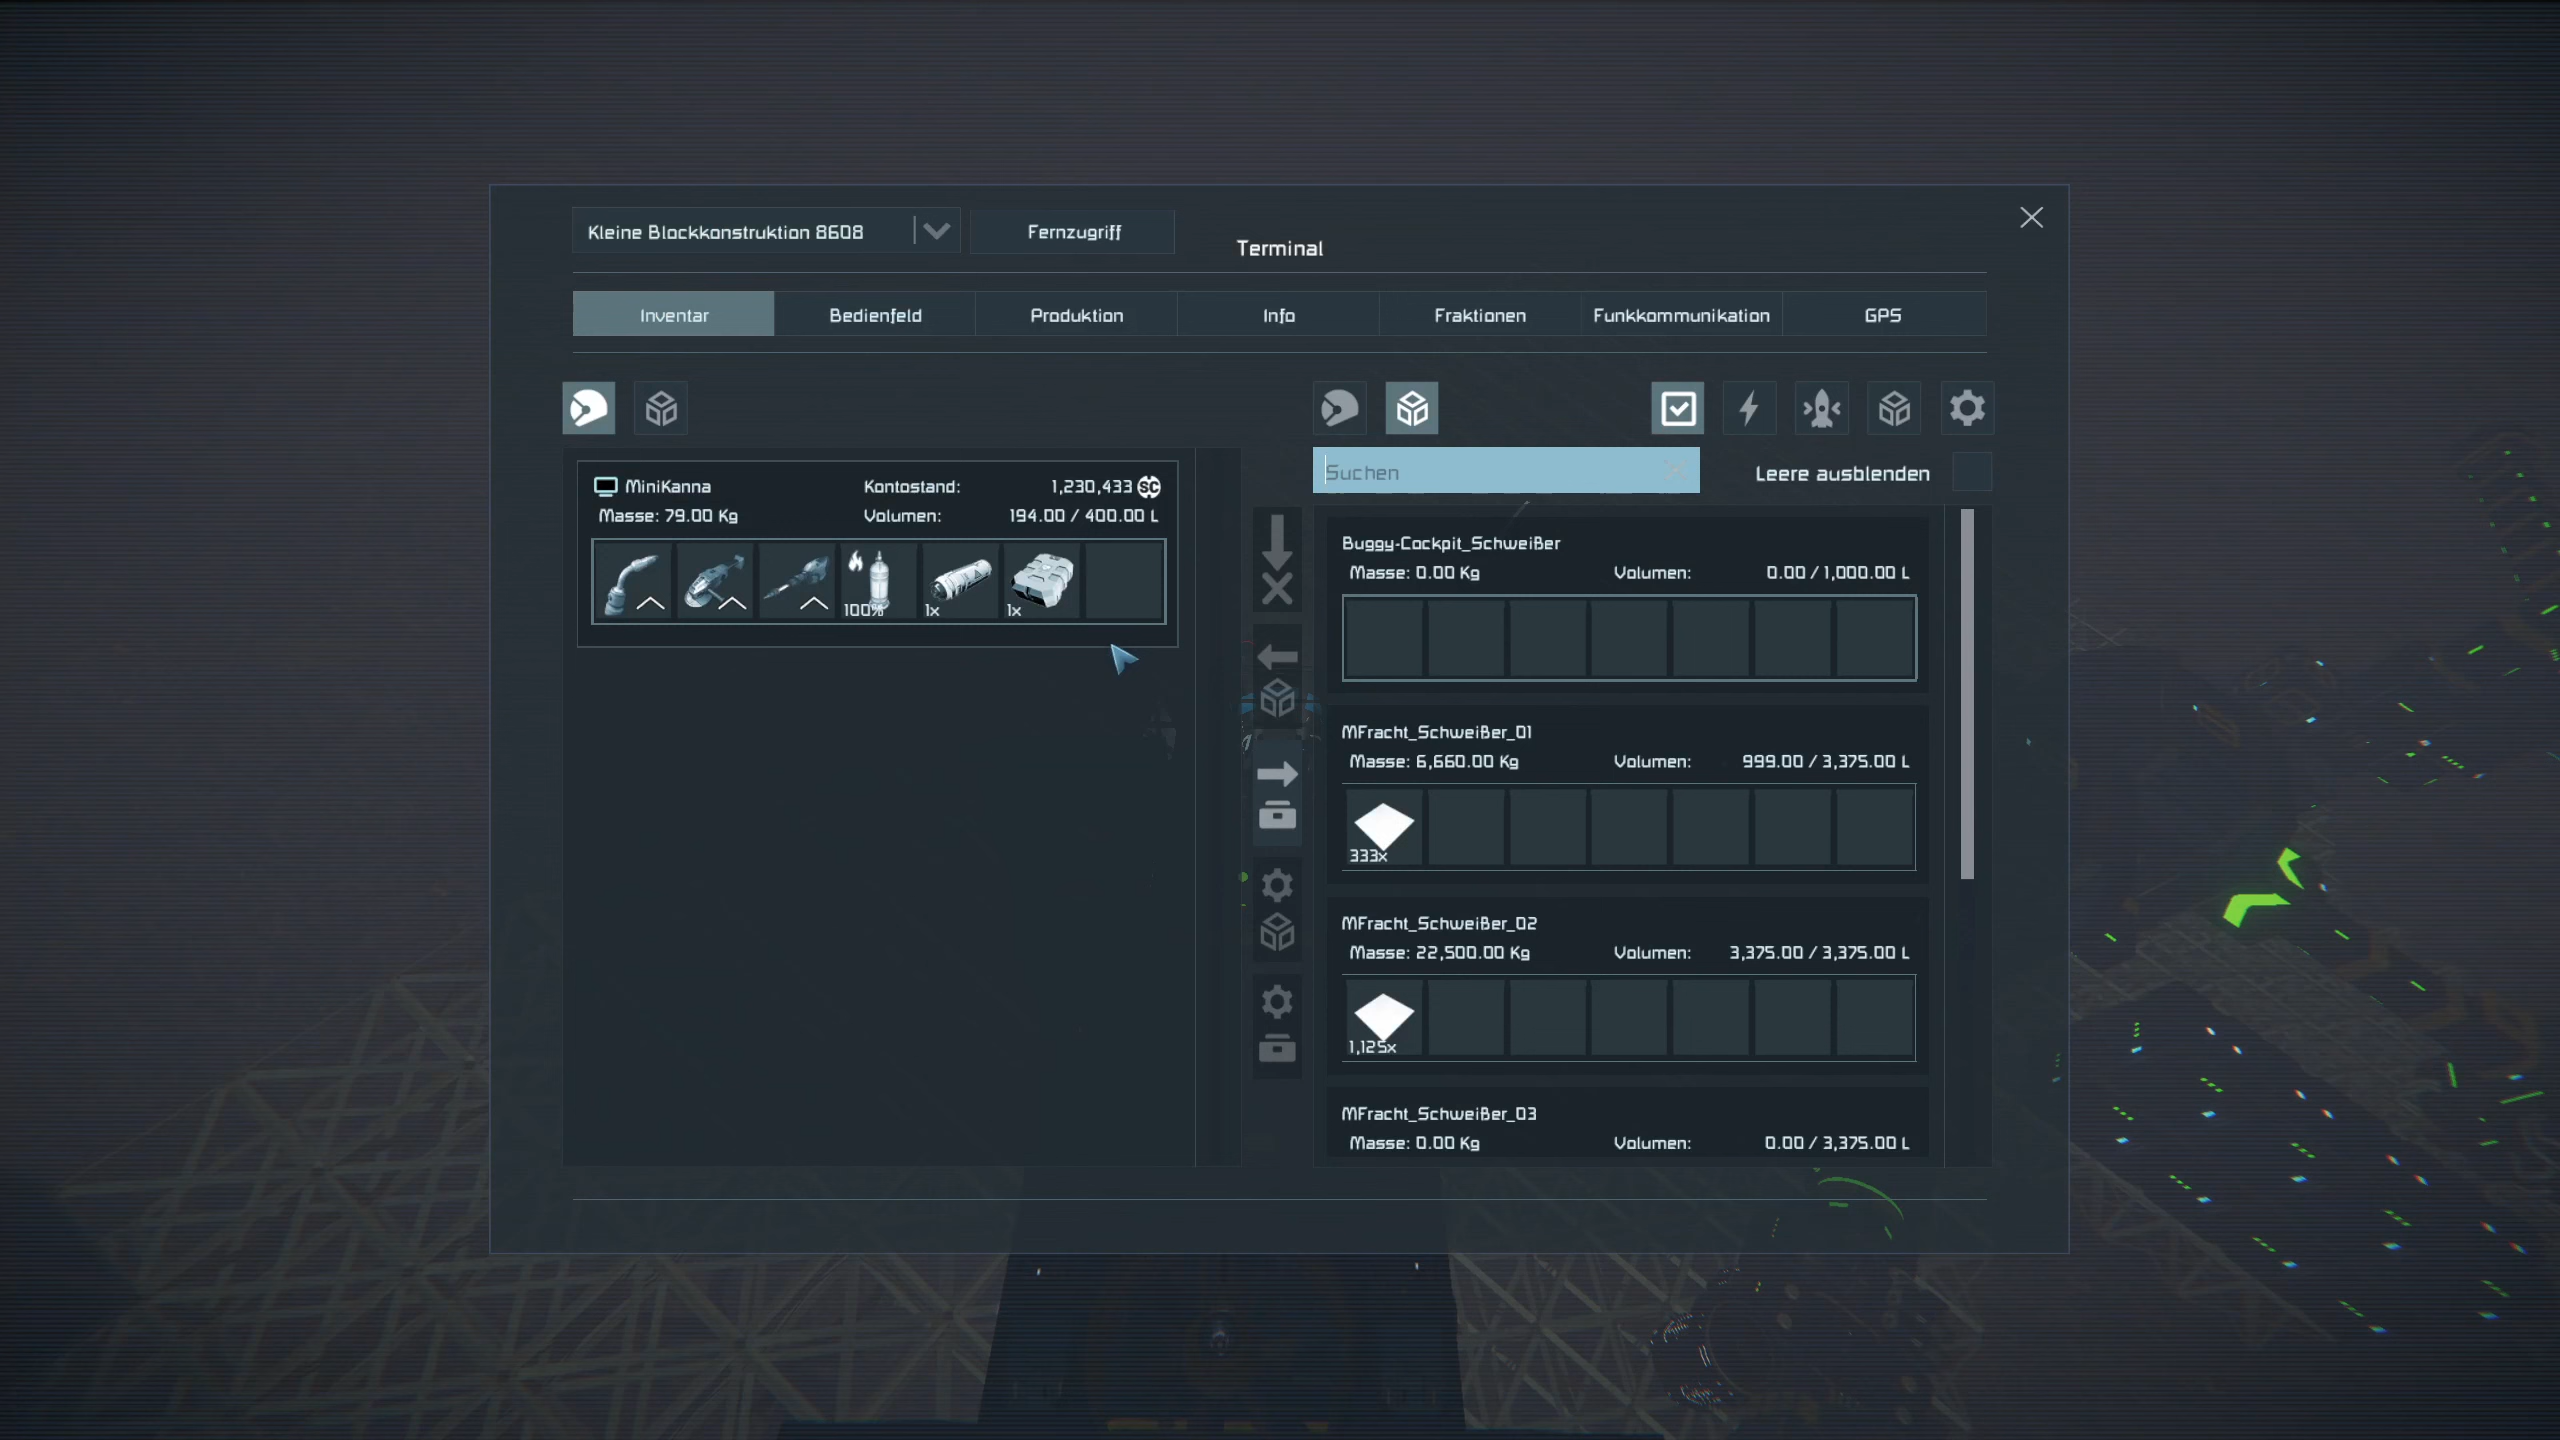 Kleine Blockkonstruktion 8608
Fernzugriff
Terminal
Inventar
Bedienfeld
Produktion
Info
Fraktionen
Funkkommunikation
GPS
Suchen
Leere ausblenden
MiniKanna
Kontostand:
1,230,433 SC
Masse: 79.00 Kg
Volumen:
194.00 / 400.00 L
100%
1x
1x
Buggy-Cockpit_Schweißer
Masse: 0.00 Kg
Volumen:
0.00 / 1,000.00 L
MFracht_Schweißer_01
Masse: 6,660.00 Kg
Volumen:
999.00 / 3,375.00 L
333x
MFracht_Schweißer_02
Masse: 22,500.00 Kg
Volumen:
3,375.00 / 3,375.00 L
1,125x
MFracht_Schweißer_03
Masse: 0.00 Kg
Volumen:
0.00 / 3,375.00 L